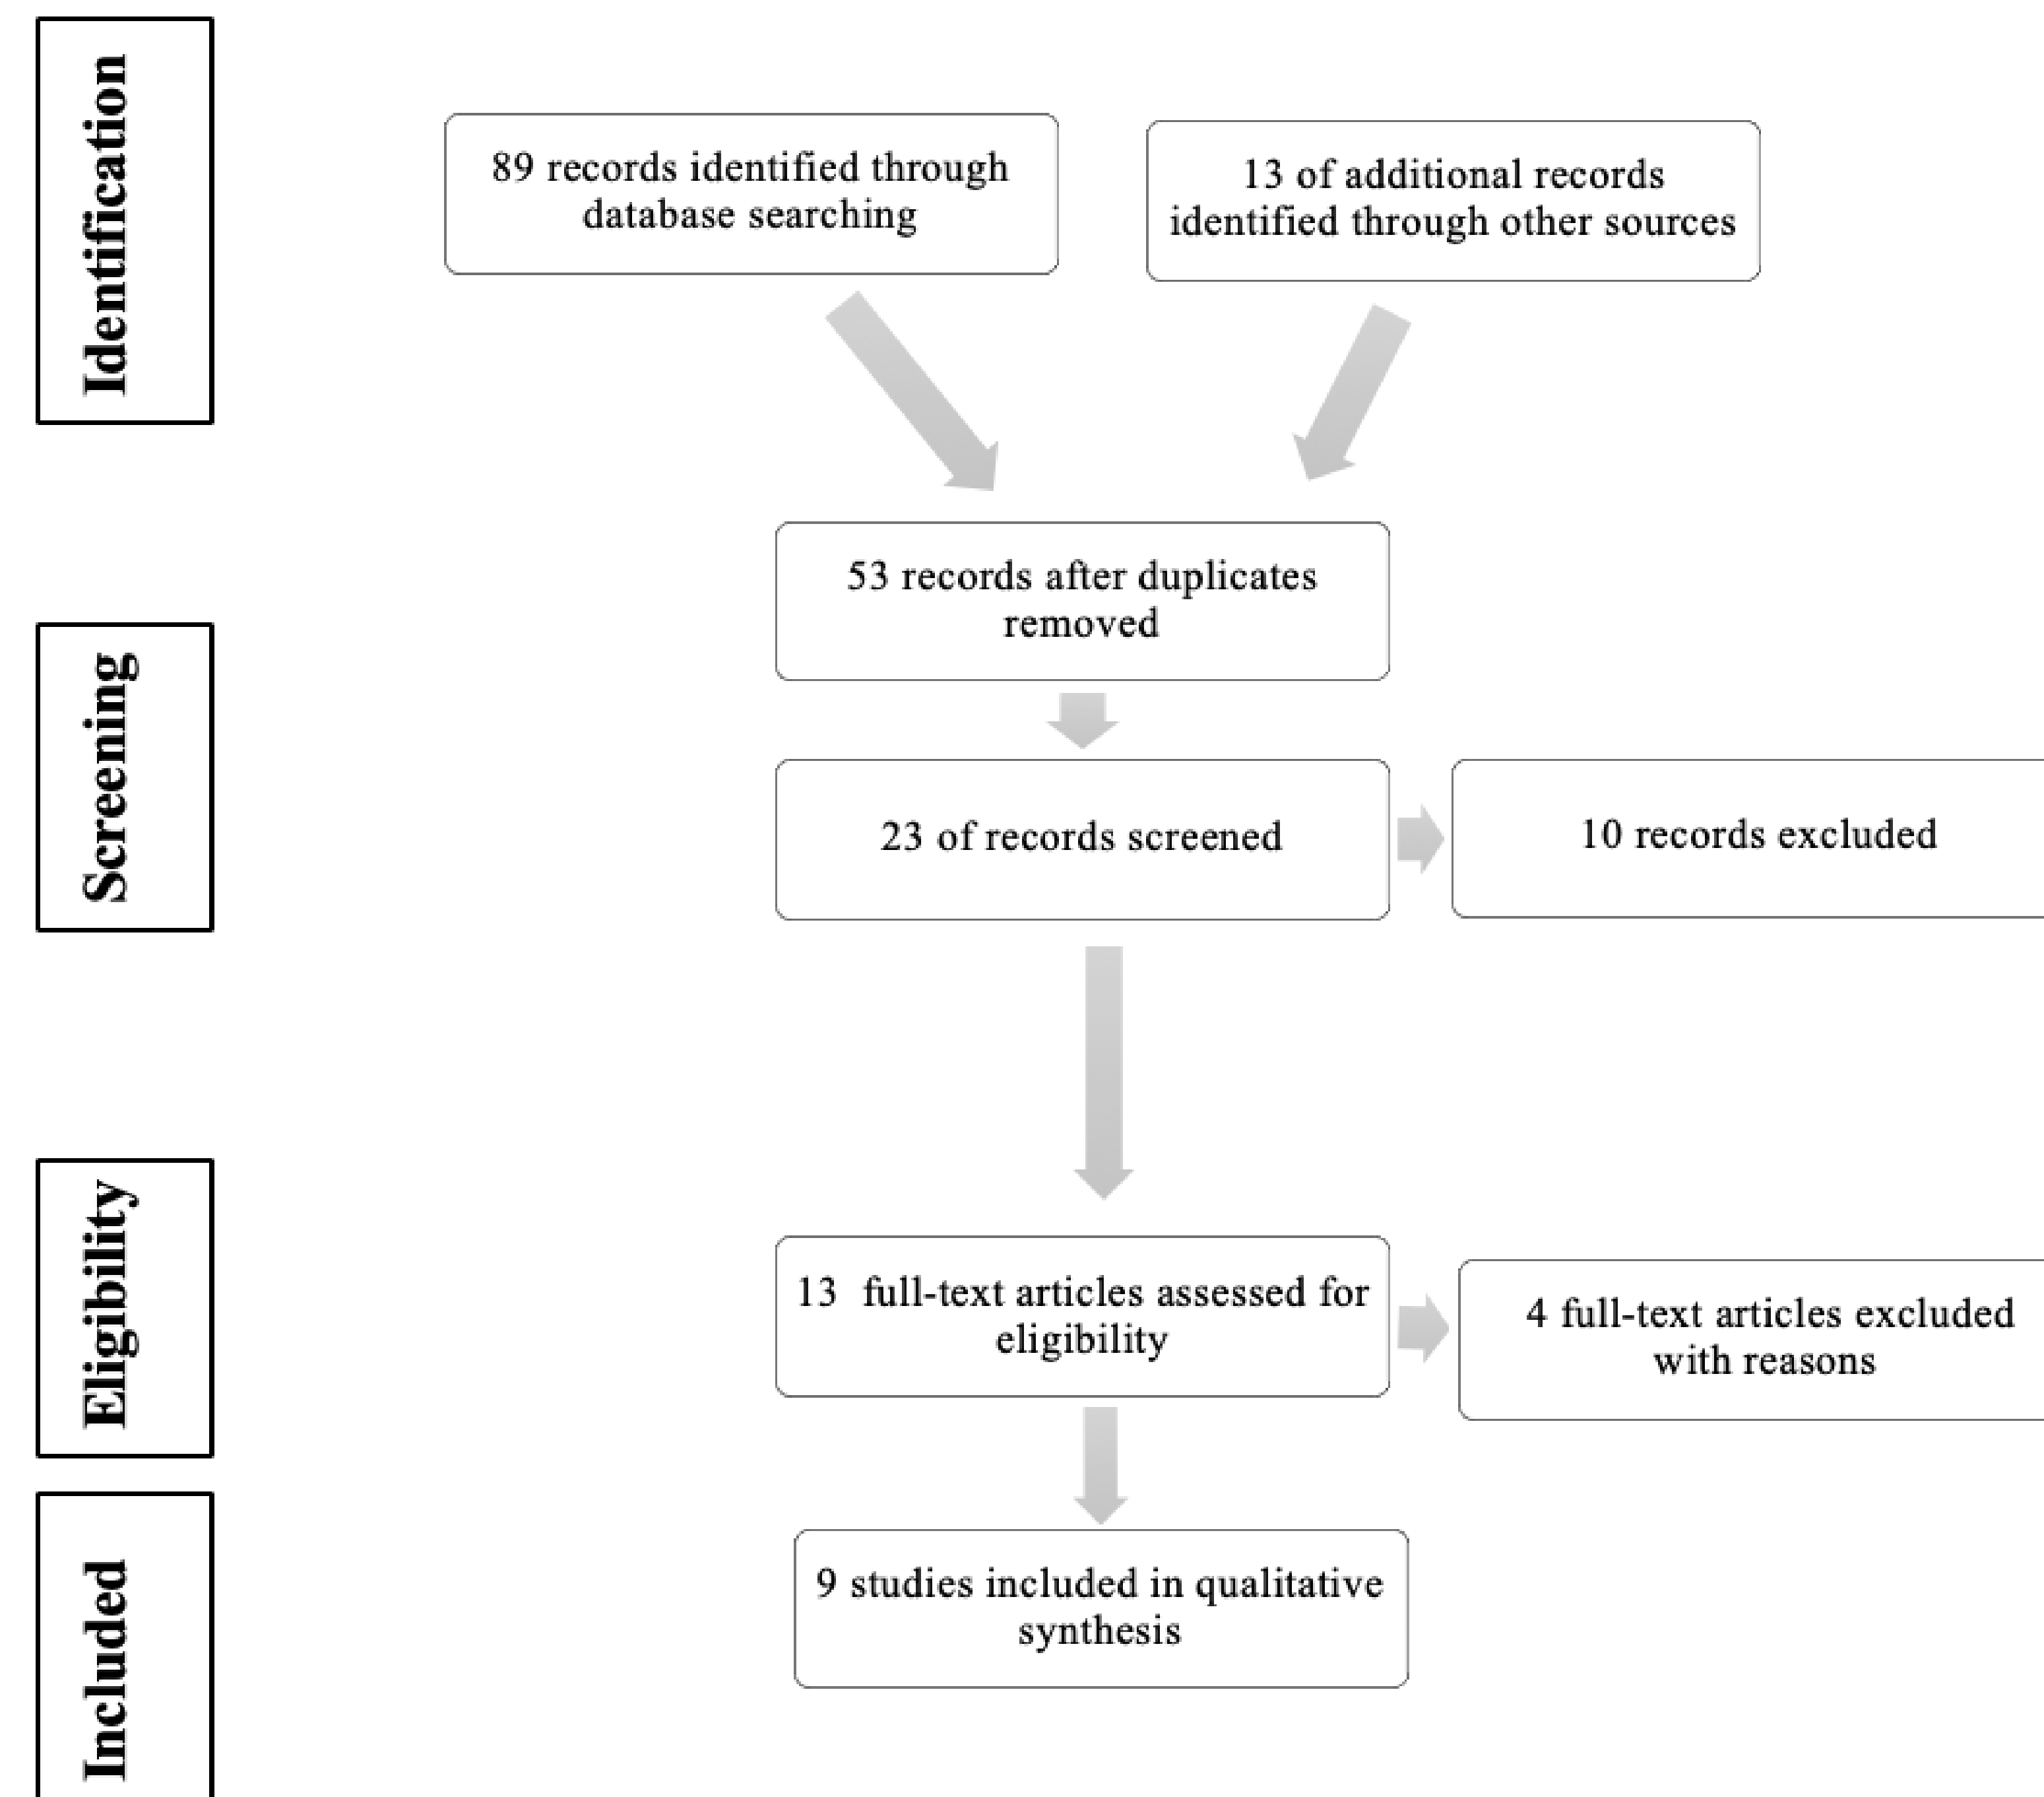 Identification
89 records identified through
database searching
13 of additional records
identified through other sources
53 records after duplicates
removed
Screening
23 of records screened
10 records excluded
Eligibility
13 full-text articles assessed for
eligibility
4 full-text articles excluded
with reasons
Included
9 studies included in qualitative
synthesis